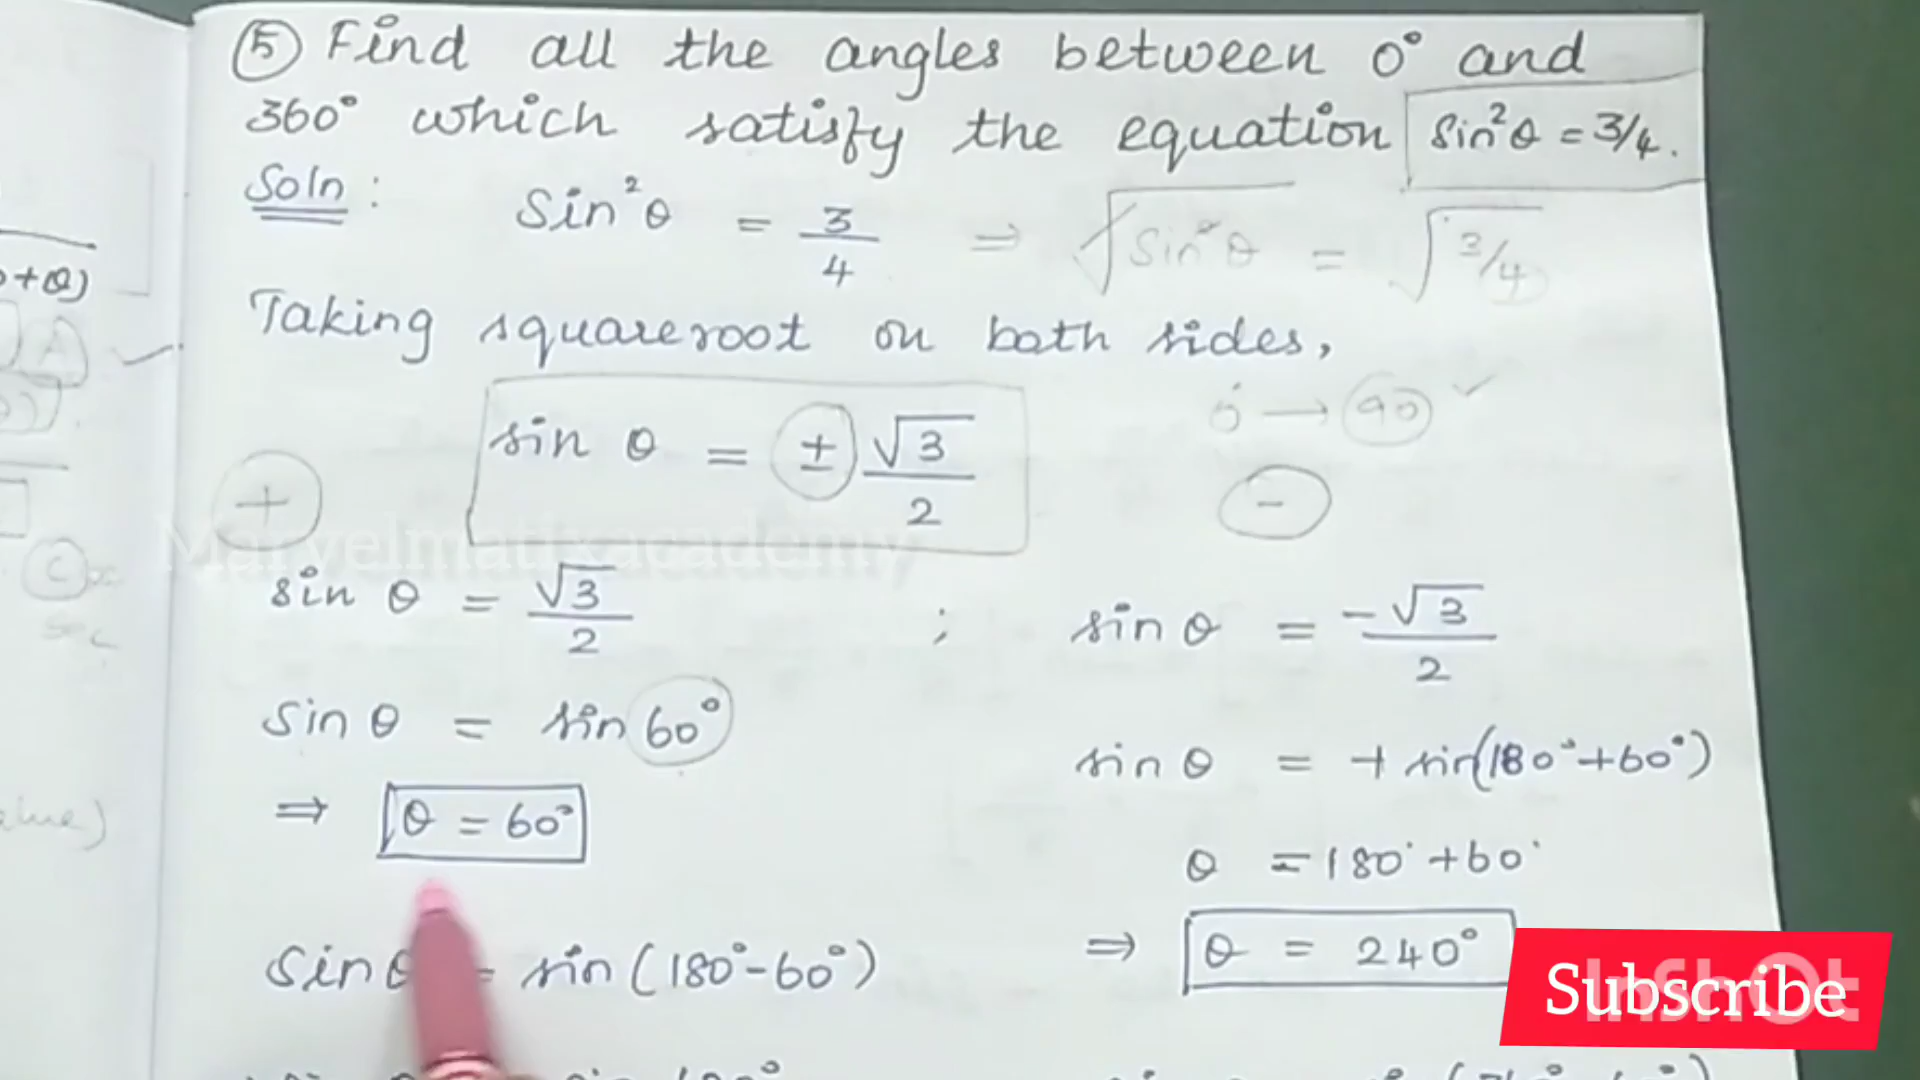 ⑤ Find all the angles between 0° and
360° which satisfy the equation sin²θ = 3/4.
Soln :
Sin²θ = 3/4 ⇒ √Sin²θ = √3/4
Taking squareroot on both sides,
sin θ = ± √3/2
0 → 90 ✓
+
-
Marvelmatixacademy
sin θ = √3/2 ; sin θ = -√3/2
Sin θ = sin 60°
sin θ = + sin(180°+60°)
⇒ θ = 60°
θ = 180°+60°
⇒ θ = 240°
Sin θ = sin (180°-60°)
InShOt
Subscribe
+θ)
A ✓
C